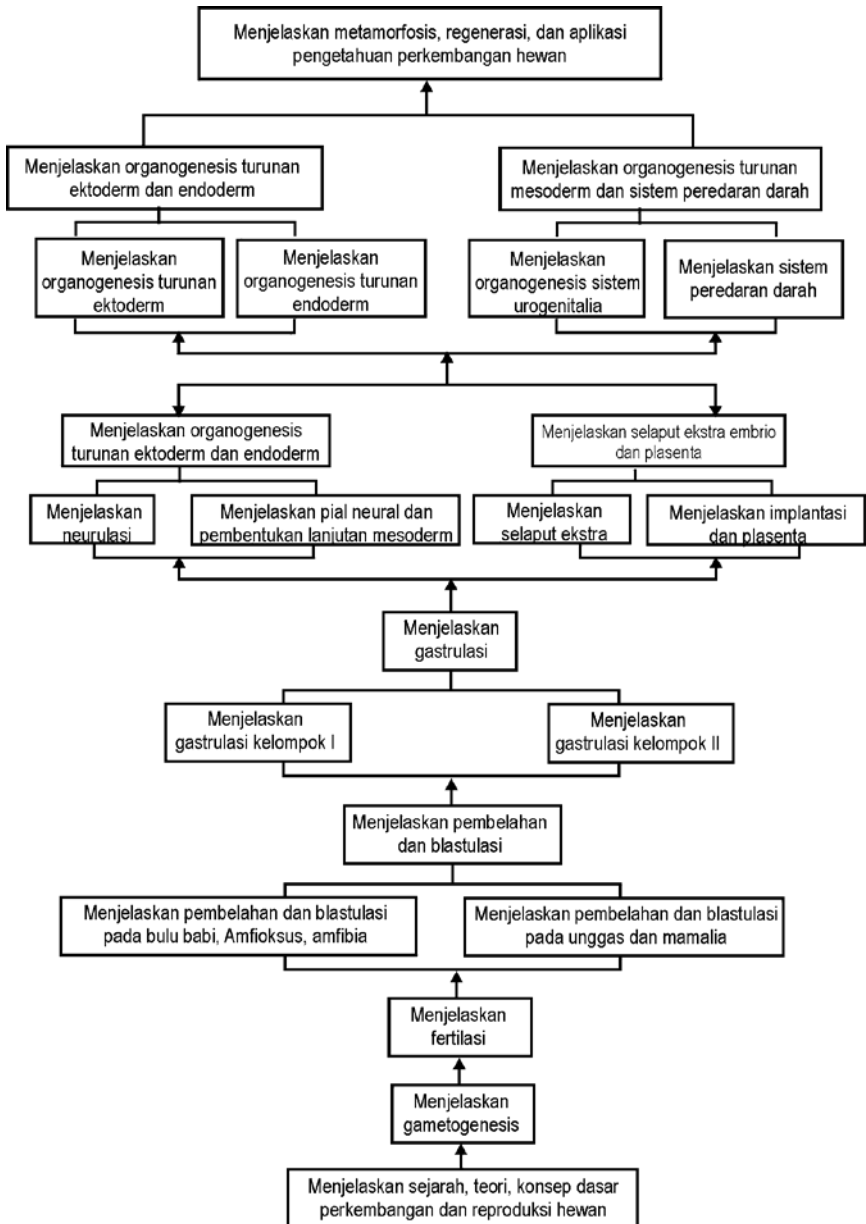 Menjelaskan metamorfosis, regenerasi, dan aplikasi
pengetahuan perkembangan hewan
Menjelaskan organogenesis turunan
ektoderm dan endoderm
Menjelaskan organogenesis turunan
mesoderm dan sistem peredaran darah
Menjelaskan
organogenesis turunan
ektoderm
Menjelaskan
organogenesis turunan
endoderm
Menjelaskan
organogenesis sistem
urogenitalia
Menjelaskan sistem
peredaran darah
Menjelaskan organogenesis
turunan ektoderm dan endoderm
Menjelaskan selaput ekstra embrio
dan plasenta
Menjelaskan
neurulasi
Menjelaskan pial neural dan
pembentukan lanjutan mesoderm
Menjelaskan
selaput ekstra
Menjelaskan implantasi
dan plasenta
Menjelaskan
gastrulasi
Menjelaskan
gastrulasi kelompok I
Menjelaskan
gastrulasi kelompok II
Menjelaskan pembelahan
dan blastulasi
Menjelaskan pembelahan dan blastulasi
pada bulu babi, Amfioksus, amfibia
Menjelaskan pembelahan dan blastulasi
pada unggas dan mamalia
Menjelaskan
fertilasi
Menjelaskan
gametogenesis
Menjelaskan sejarah, teori, konsep dasar
perkembangan dan reproduksi hewan